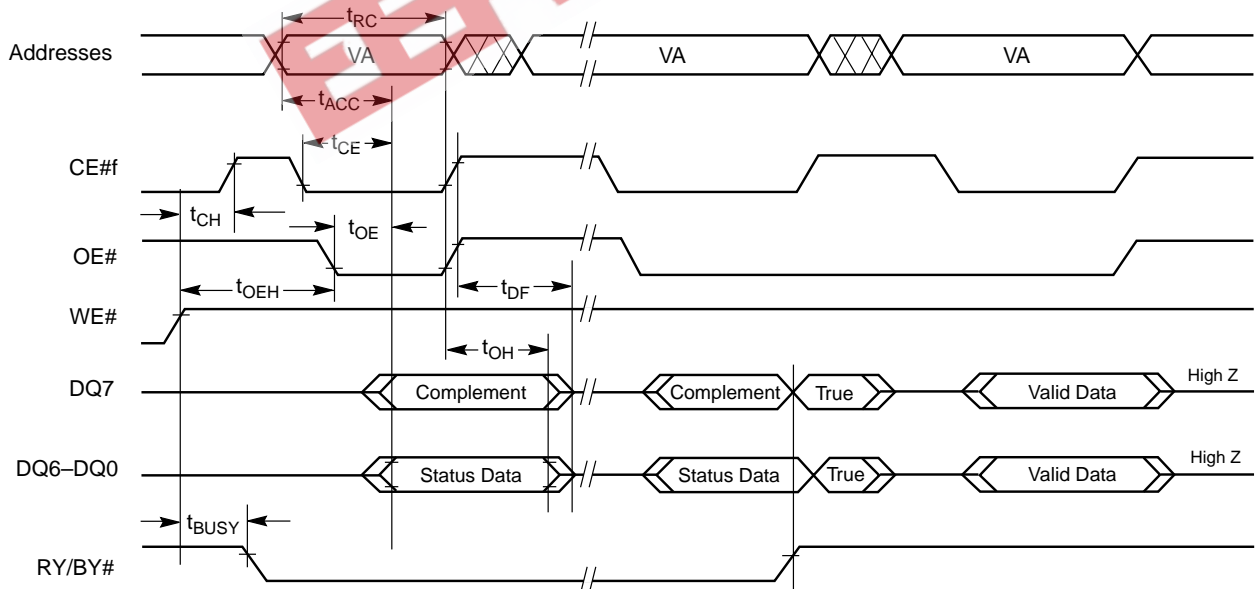 tRC
Addresses VA VA VA
tACC
tCE
CE#f
tCH tOE
OE#
tOEH tDF
WE#
tOH
DQ7 Complement Complement True Valid Data High Z
DQ6–DQ0 Status Data Status Data True Valid Data High Z
tBUSY
RY/BY#